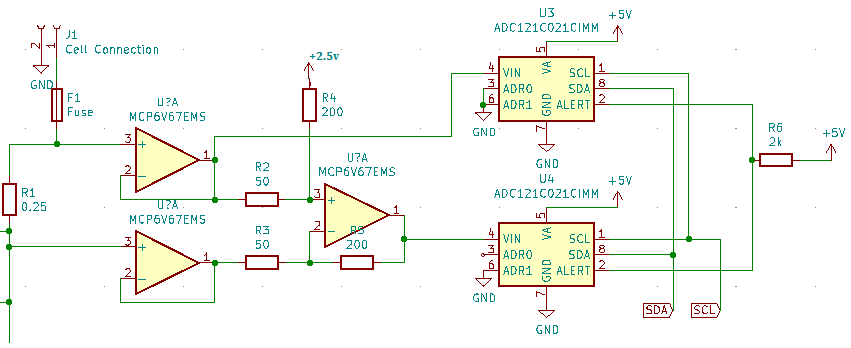 J1
Cell Connection
2
1
GND
F1
Fuse
U?A
MCP6V67EMS
3
+
2
-
1
R1
0.25
U?A
MCP6V67EMS
3
+
2
-
1
R2
50
R3
50
+2.5v
R4
200
U?A
MCP6V67EMS
3
+
2
-
1
R5
200
U3
ADC121C021CIMM
+5V
5
4
VIN
VA
SCL
1
3
ADR0
SDA
8
6
ADR1
GND
ALERT
2
7
GND
GND
R6
2k
+5V
U4
ADC121C021CIMM
+5V
5
4
VIN
VA
SCL
1
3
ADR0
SDA
8
6
ADR1
GND
ALERT
2
7
GND
GND
SDA
SCL